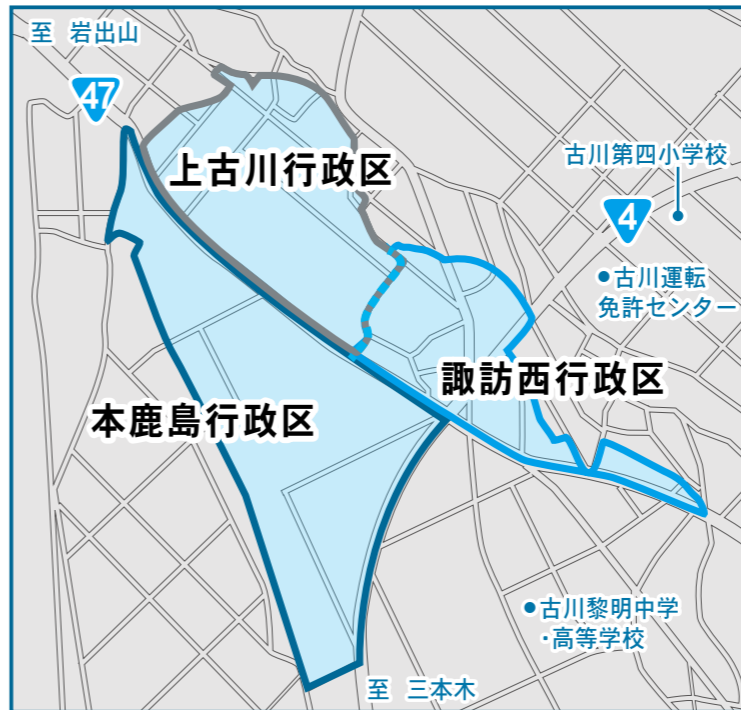 至 岩出山
47
上古川行政区
古川第四小学校
4
●古川運転
免許センター
諏訪西行政区
本鹿島行政区
●古川黎明中学
・高等学校
至 三本木